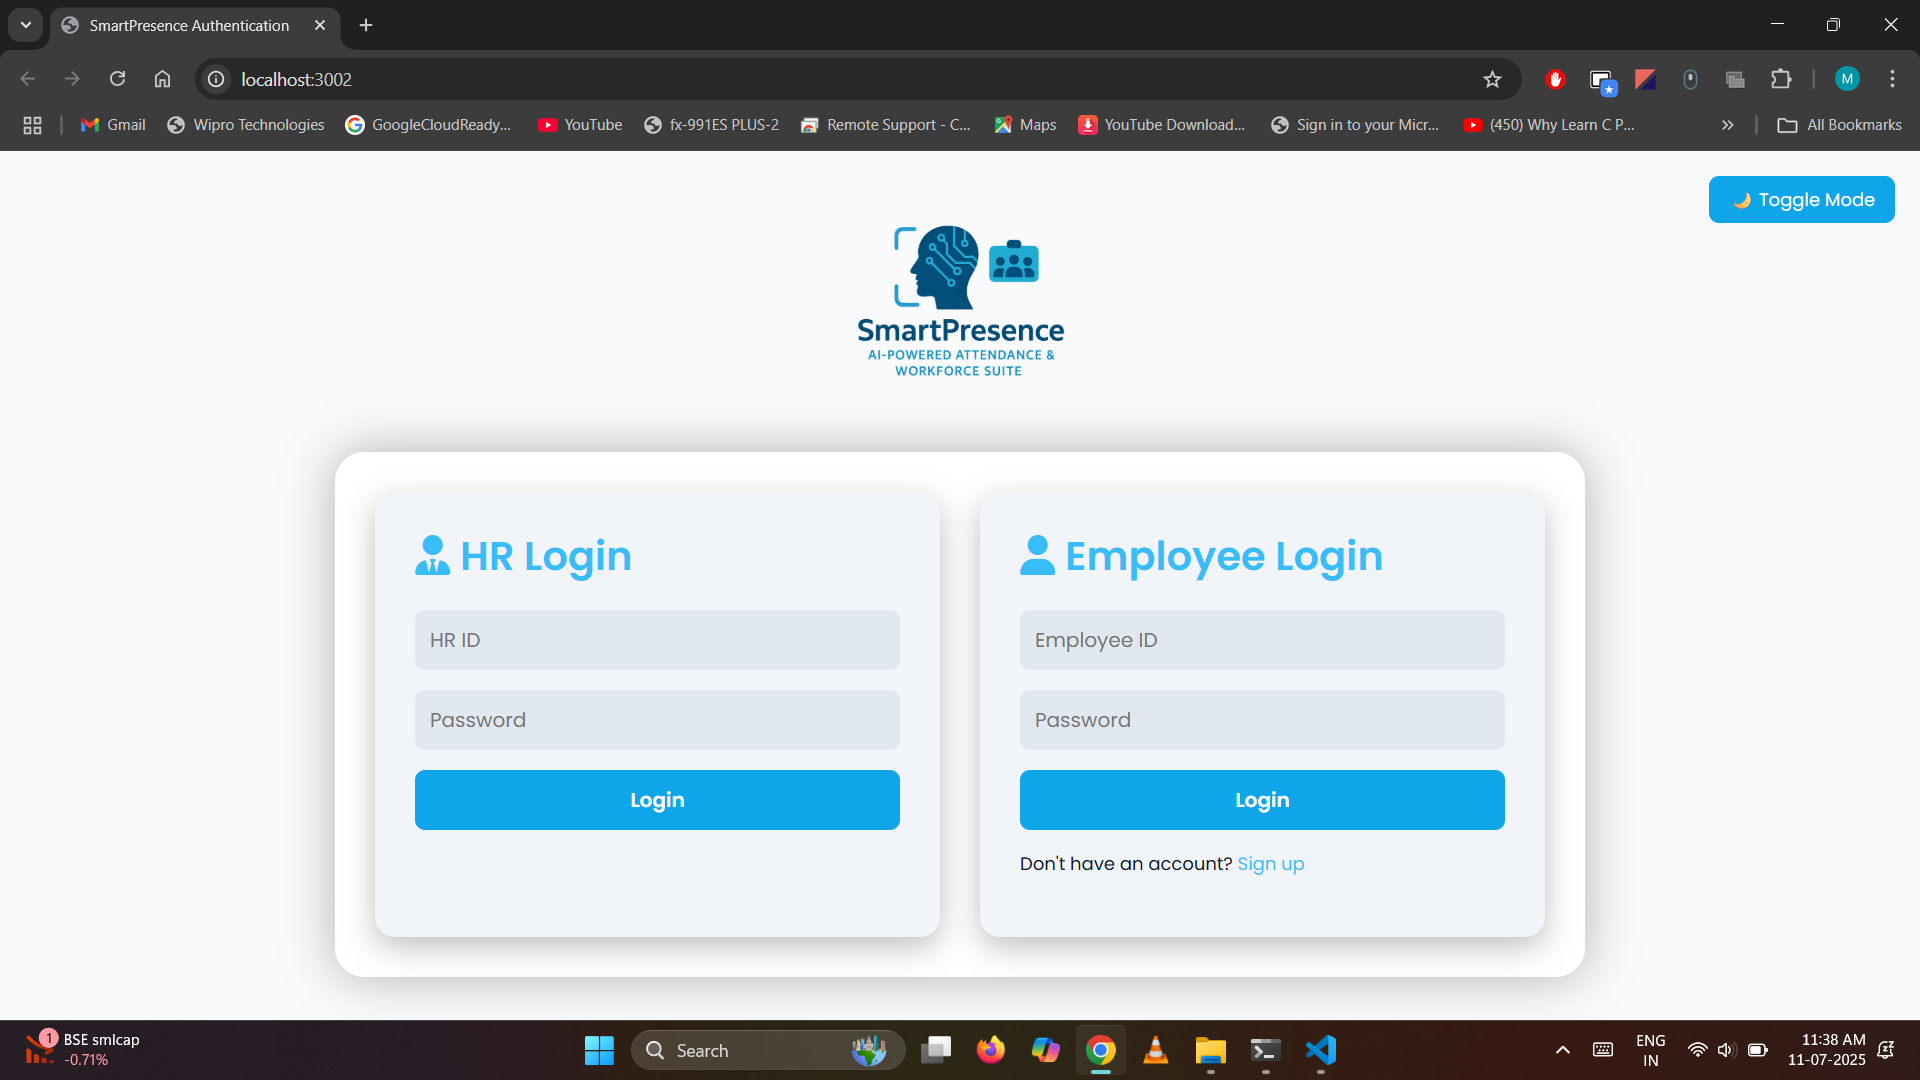 SmartPresence Authentication
localhost:3002
Gmail
Wipro Technologies
GoogleCloudReady...
YouTube
fx-991ES PLUS-2
Remote Support - C...
Maps
YouTube Download...
Sign in to your Micr...
(450) Why Learn C P...
All Bookmarks
M
🌙 Toggle Mode
SmartPresence
AI-POWERED ATTENDANCE &
WORKFORCE SUITE
HR Login
HR ID
Password
Login
Employee Login
Employee ID
Password
Login
Don't have an account? Sign up
1
BSE smlcap
-0.71%
Search
ENG
IN
11:38 AM
11-07-2025